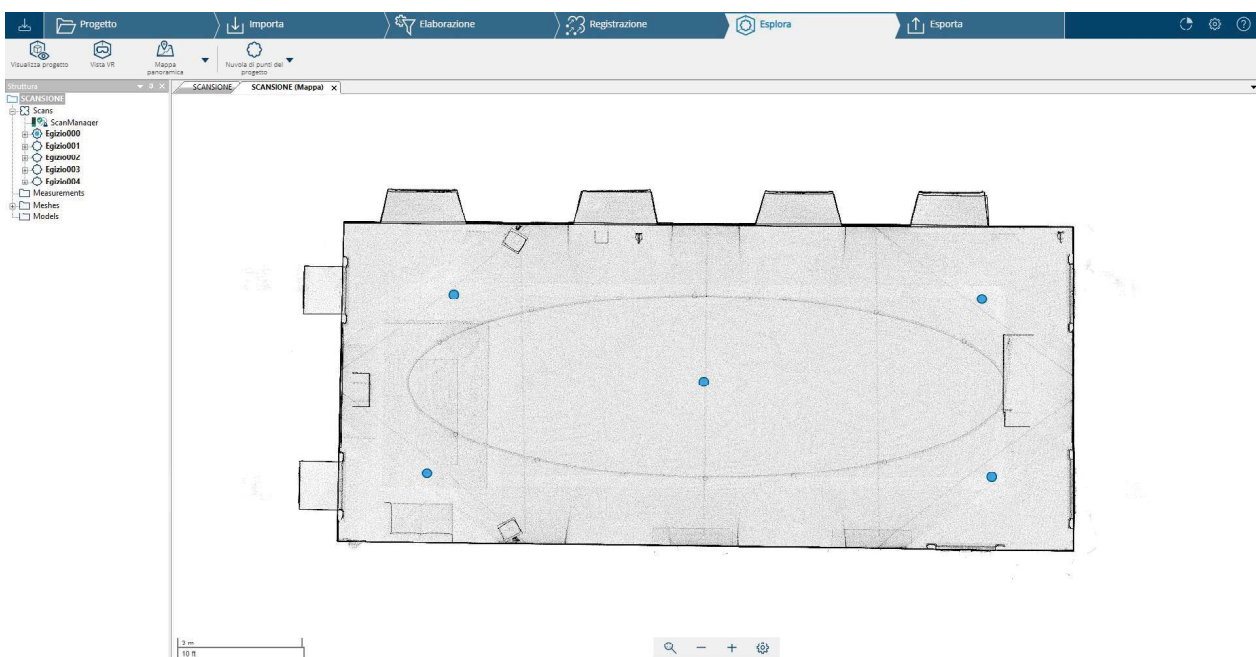 Progetto
Importa
Elaborazione
Registrazione
Esplora
Esporta
Visualizza progetto
Vista VR
Mappa panoramica
Nuvola di punti del progetto
Struttura
SCANSIONE
SCANSIONE (Mappa)
SCANSIONE
Scans
ScanManager
Egizio000
Egizio001
Egizio002
Egizio003
Egizio004
Measurements
Meshes
Models
10 ft